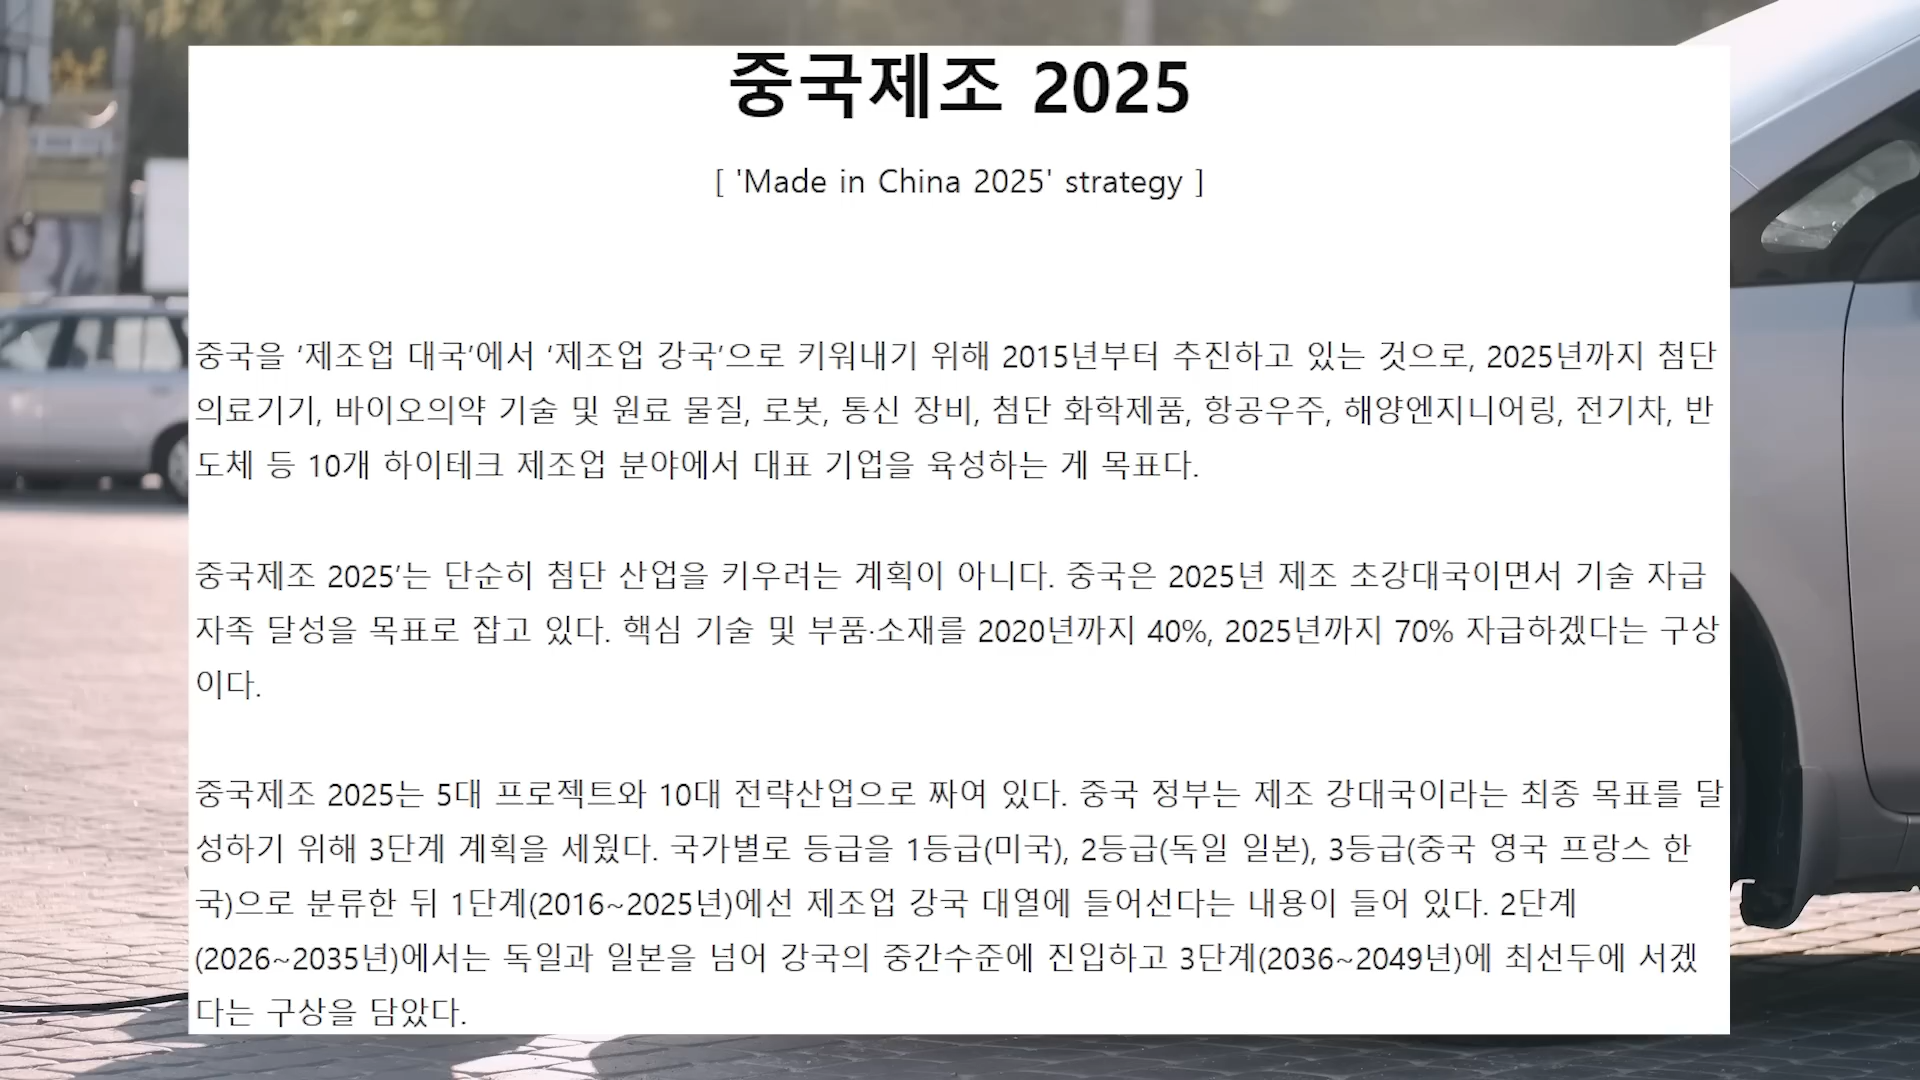 중국제조 2025
[ 'Made in China 2025' strategy ]
중국을 ‘제조업 대국’에서 ‘제조업 강국’으로 키워내기 위해 2015년부터 추진하고 있는 것으로, 2025년까지 첨단
의료기기, 바이오의약 기술 및 원료 물질, 로봇, 통신 장비, 첨단 화학제품, 항공우주, 해양엔지니어링, 전기차, 반
도체 등 10개 하이테크 제조업 분야에서 대표 기업을 육성하는 게 목표다.
중국제조 2025’는 단순히 첨단 산업을 키우려는 계획이 아니다. 중국은 2025년 제조 초강대국이면서 기술 자급
자족 달성을 목표로 잡고 있다. 핵심 기술 및 부품·소재를 2020년까지 40%, 2025년까지 70% 자급하겠다는 구상
이다.
중국제조 2025는 5대 프로젝트와 10대 전략산업으로 짜여 있다. 중국 정부는 제조 강대국이라는 최종 목표를 달
성하기 위해 3단계 계획을 세웠다. 국가별로 등급을 1등급(미국), 2등급(독일 일본), 3등급(중국 영국 프랑스 한
국)으로 분류한 뒤 1단계(2016~2025년)에선 제조업 강국 대열에 들어선다는 내용이 들어 있다. 2단계
(2026~2035년)에서는 독일과 일본을 넘어 강국의 중간수준에 진입하고 3단계(2036~2049년)에 최선두에 서겠
다는 구상을 담았다.